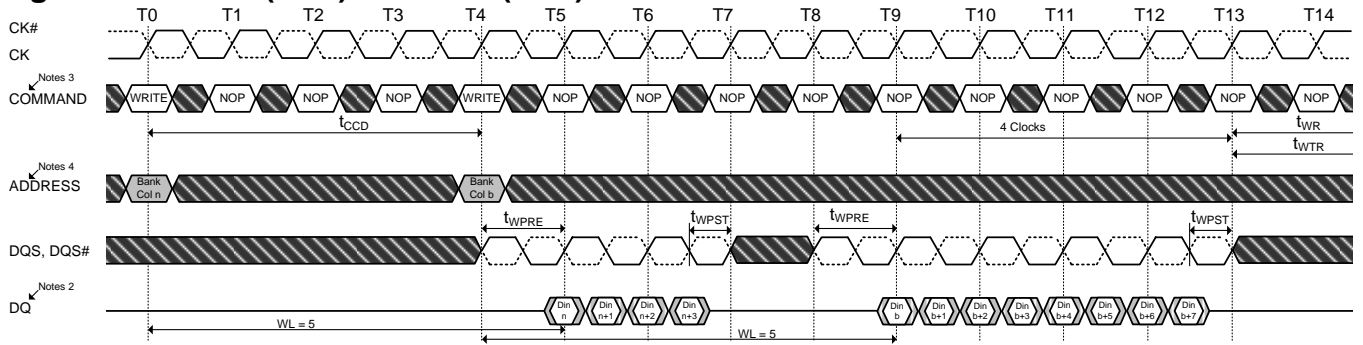 T0 T1 T2 T3 T4 T5 T6 T7 T8 T9 T10 T11 T12 T13 T14
CK#
CK
Notes 3
COMMAND
WRITE NOP NOP NOP WRITE NOP NOP NOP NOP NOP NOP NOP NOP NOP NOP
tCCD
4 Clocks
tWR
tWTR
Notes 4
ADDRESS
Bank Bank
Col n Col b
tWPRE tWPST tWPRE tWPST
DQS, DQS#
Notes 2
DQ
Din Din Din Din Din Din Din Din Din Din Din Din
n n+1 n+2 n+3 b b+1 b+2 b+3 b+4 b+5 b+6 b+7
WL = 5
WL = 5